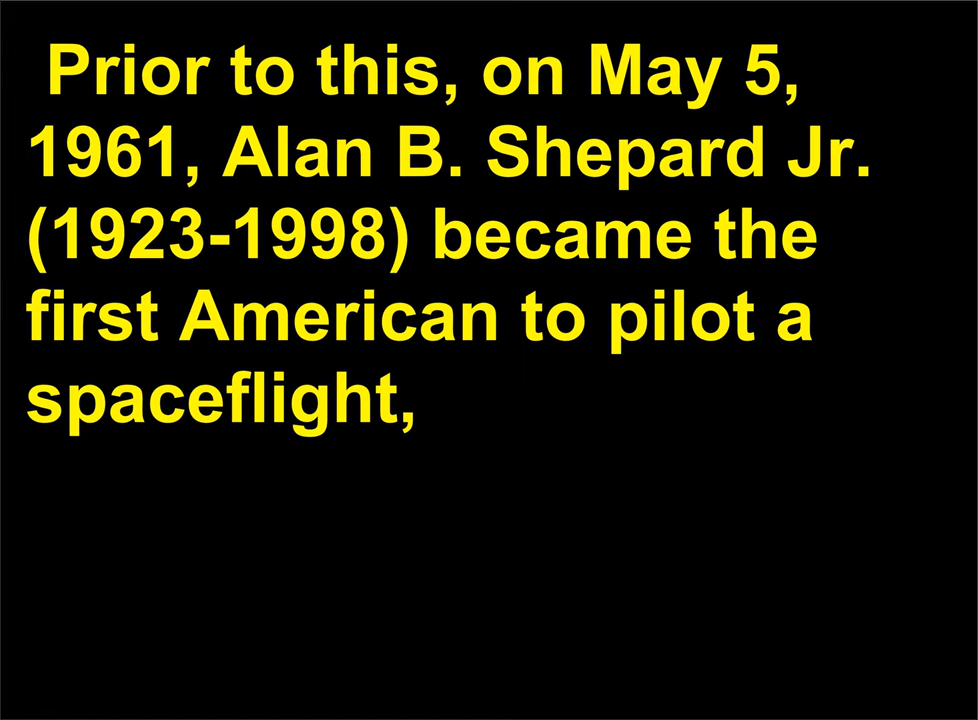 Prior to this, on May 5,
1961, Alan B. Shepard Jr.
(1923-1998) became the
first American to pilot a
spaceflight,